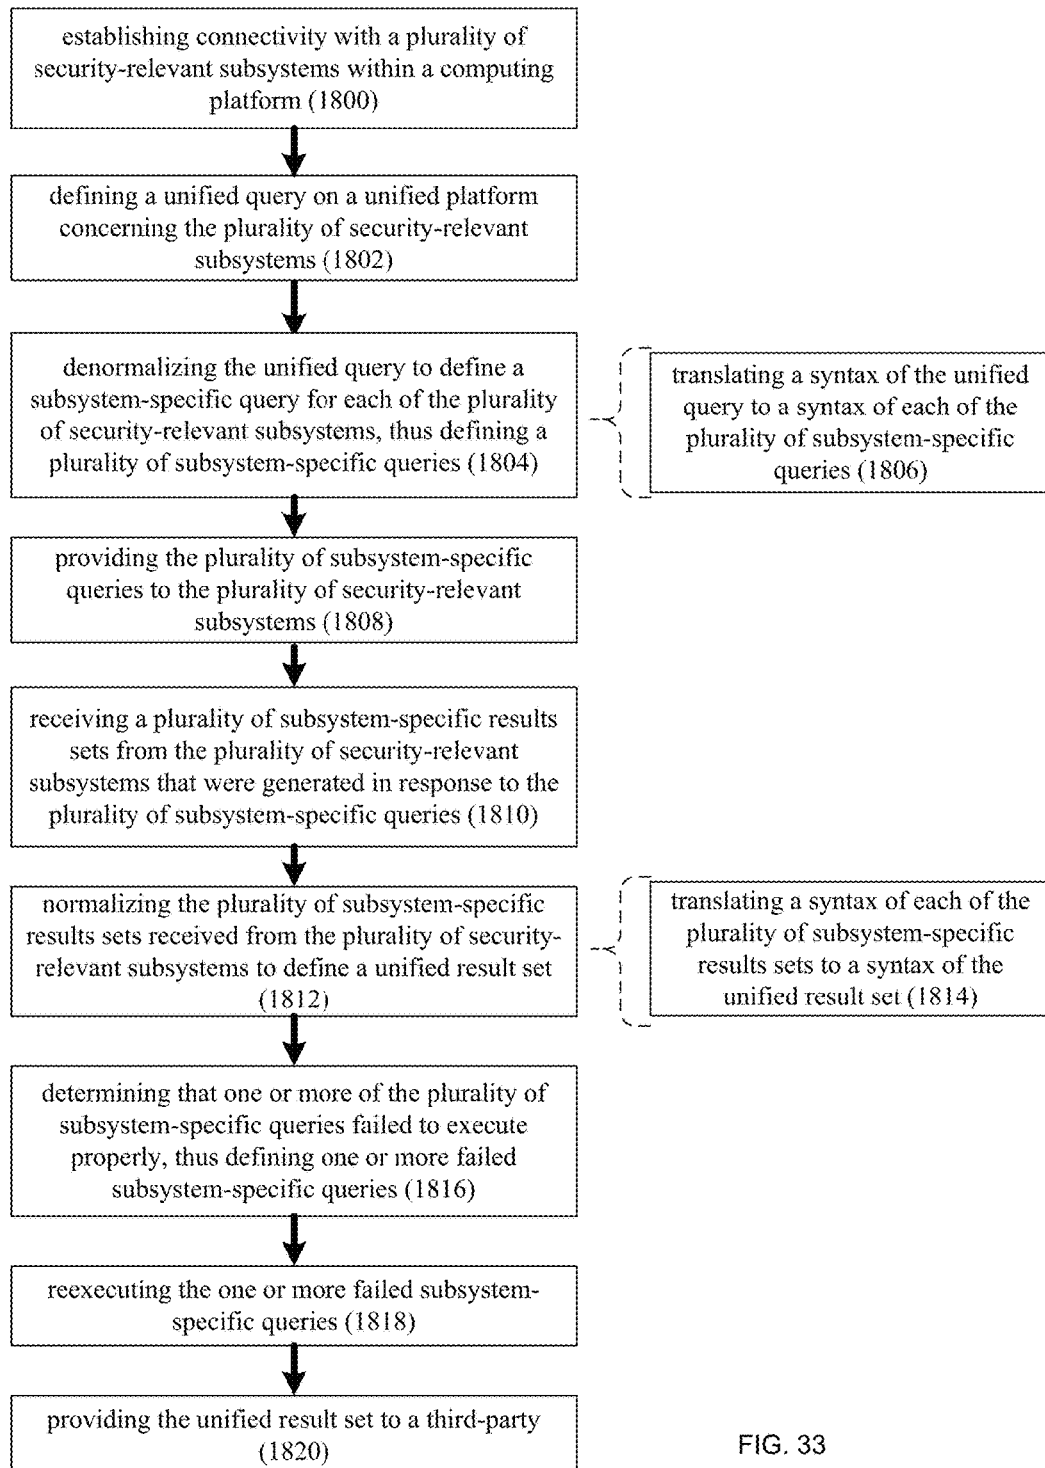 establishing connectivity with a plurality of
security-relevant subsystems within a computing
platform (1800)
defining a unified query on a unified platform
concerning the plurality of security-relevant
subsystems (1802)
denormalizing the unified query to define a
subsystem-specific query for each of the plurality
of security-relevant subsystems, thus defining a
plurality of subsystem-specific queries (1804)
translating a syntax of the unified
query to a syntax of each of the
plurality of subsystem-specific
queries (1806)
providing the plurality of subsystem-specific
queries to the plurality of security-relevant
subsystems (1808)
receiving a plurality of subsystem-specific results
sets from the plurality of security-relevant
subsystems that were generated in response to the
plurality of subsystem-specific queries (1810)
normalizing the plurality of subsystem-specific
results sets received from the plurality of security-
relevant subsystems to define a unified result set
(1812)
translating a syntax of each of the
plurality of subsystem-specific
results sets to a syntax of the
unified result set (1814)
determining that one or more of the plurality of
subsystem-specific queries failed to execute
properly, thus defining one or more failed
subsystem-specific queries (1816)
reexecuting the one or more failed subsystem-
specific queries (1818)
providing the unified result set to a third-party
(1820)
FIG. 33